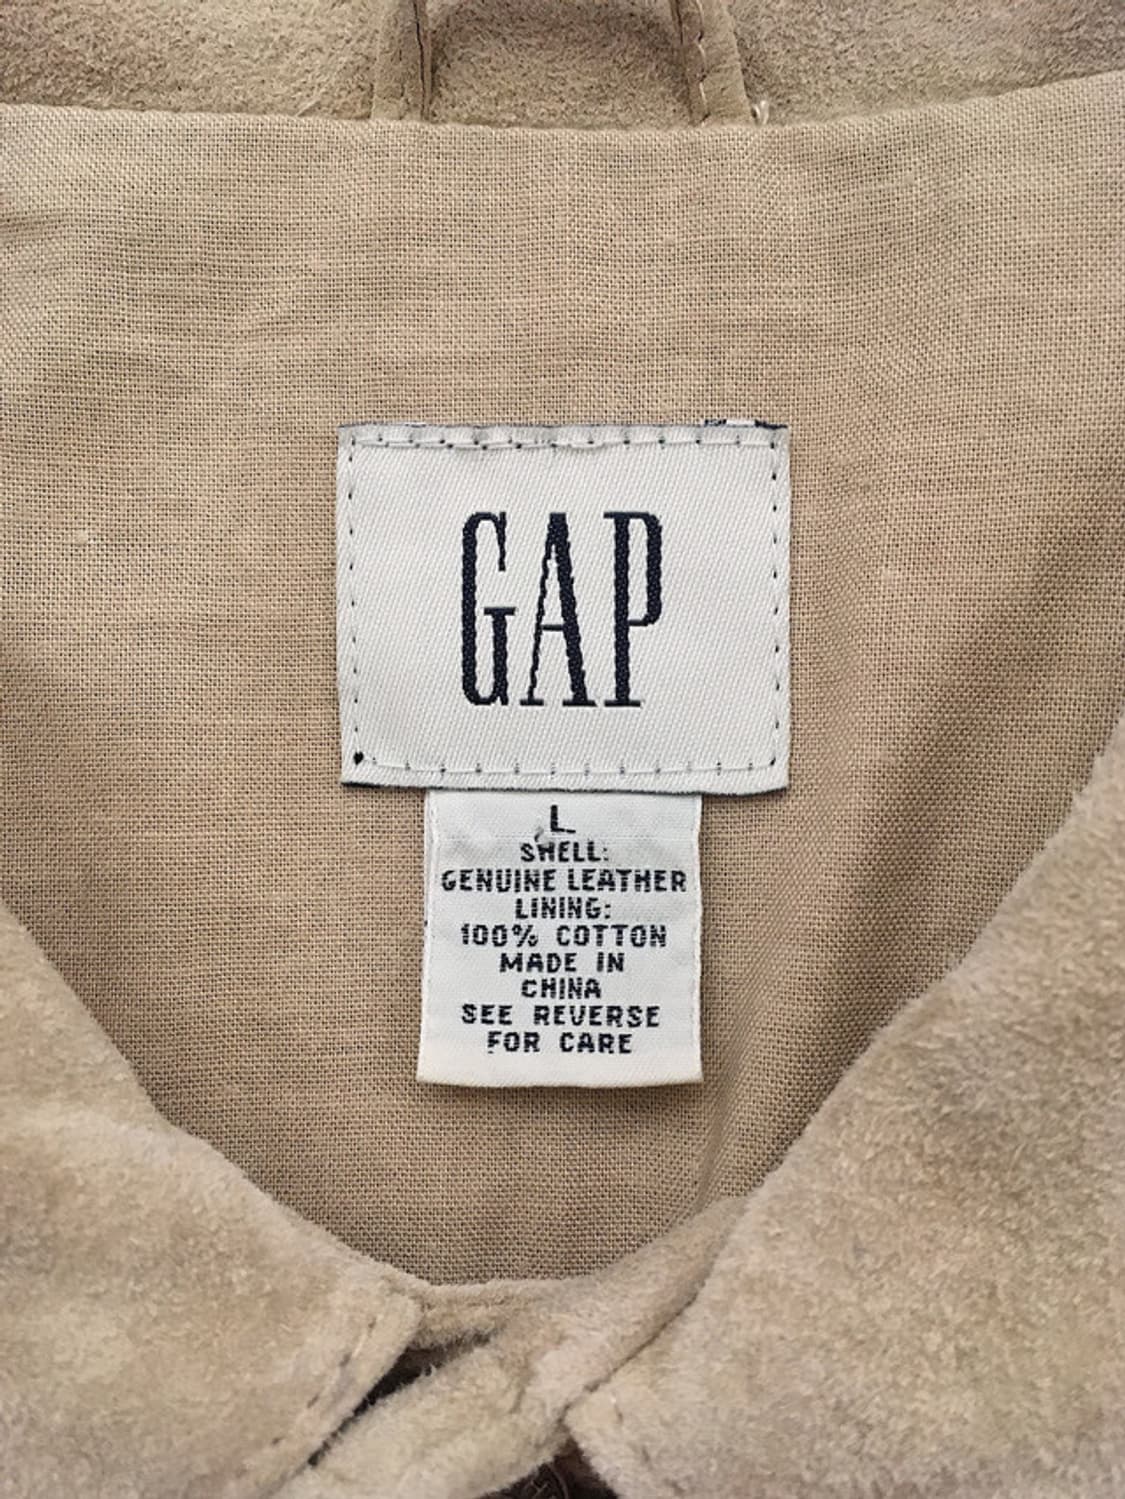 GAP
L
SHELL:
GENUINE LEATHER
LINING:
100% COTTON
MADE IN
CHINA
SEE REVERSE
FOR CARE